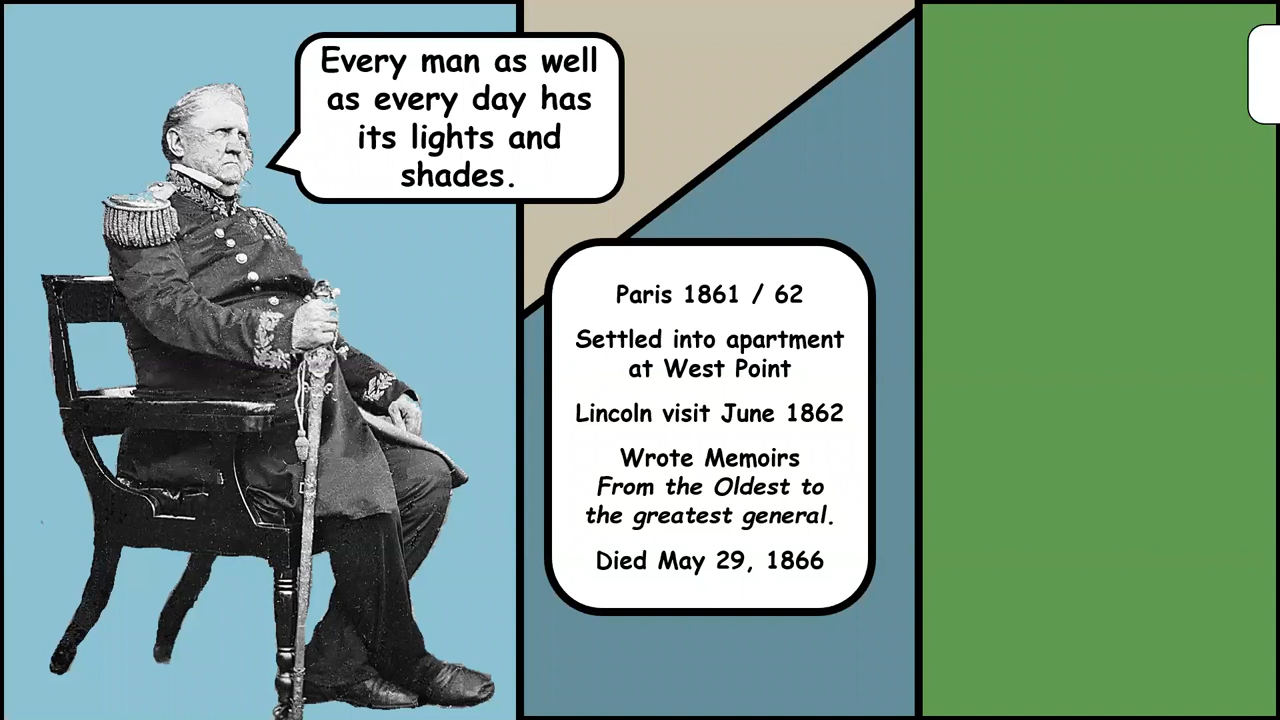 Every man as well
as every day has
its lights and
shades.
Paris 1861 / 62
Settled into apartment
at West Point
Lincoln visit June 1862
Wrote Memoirs
From the Oldest to
the greatest general.
Died May 29, 1866